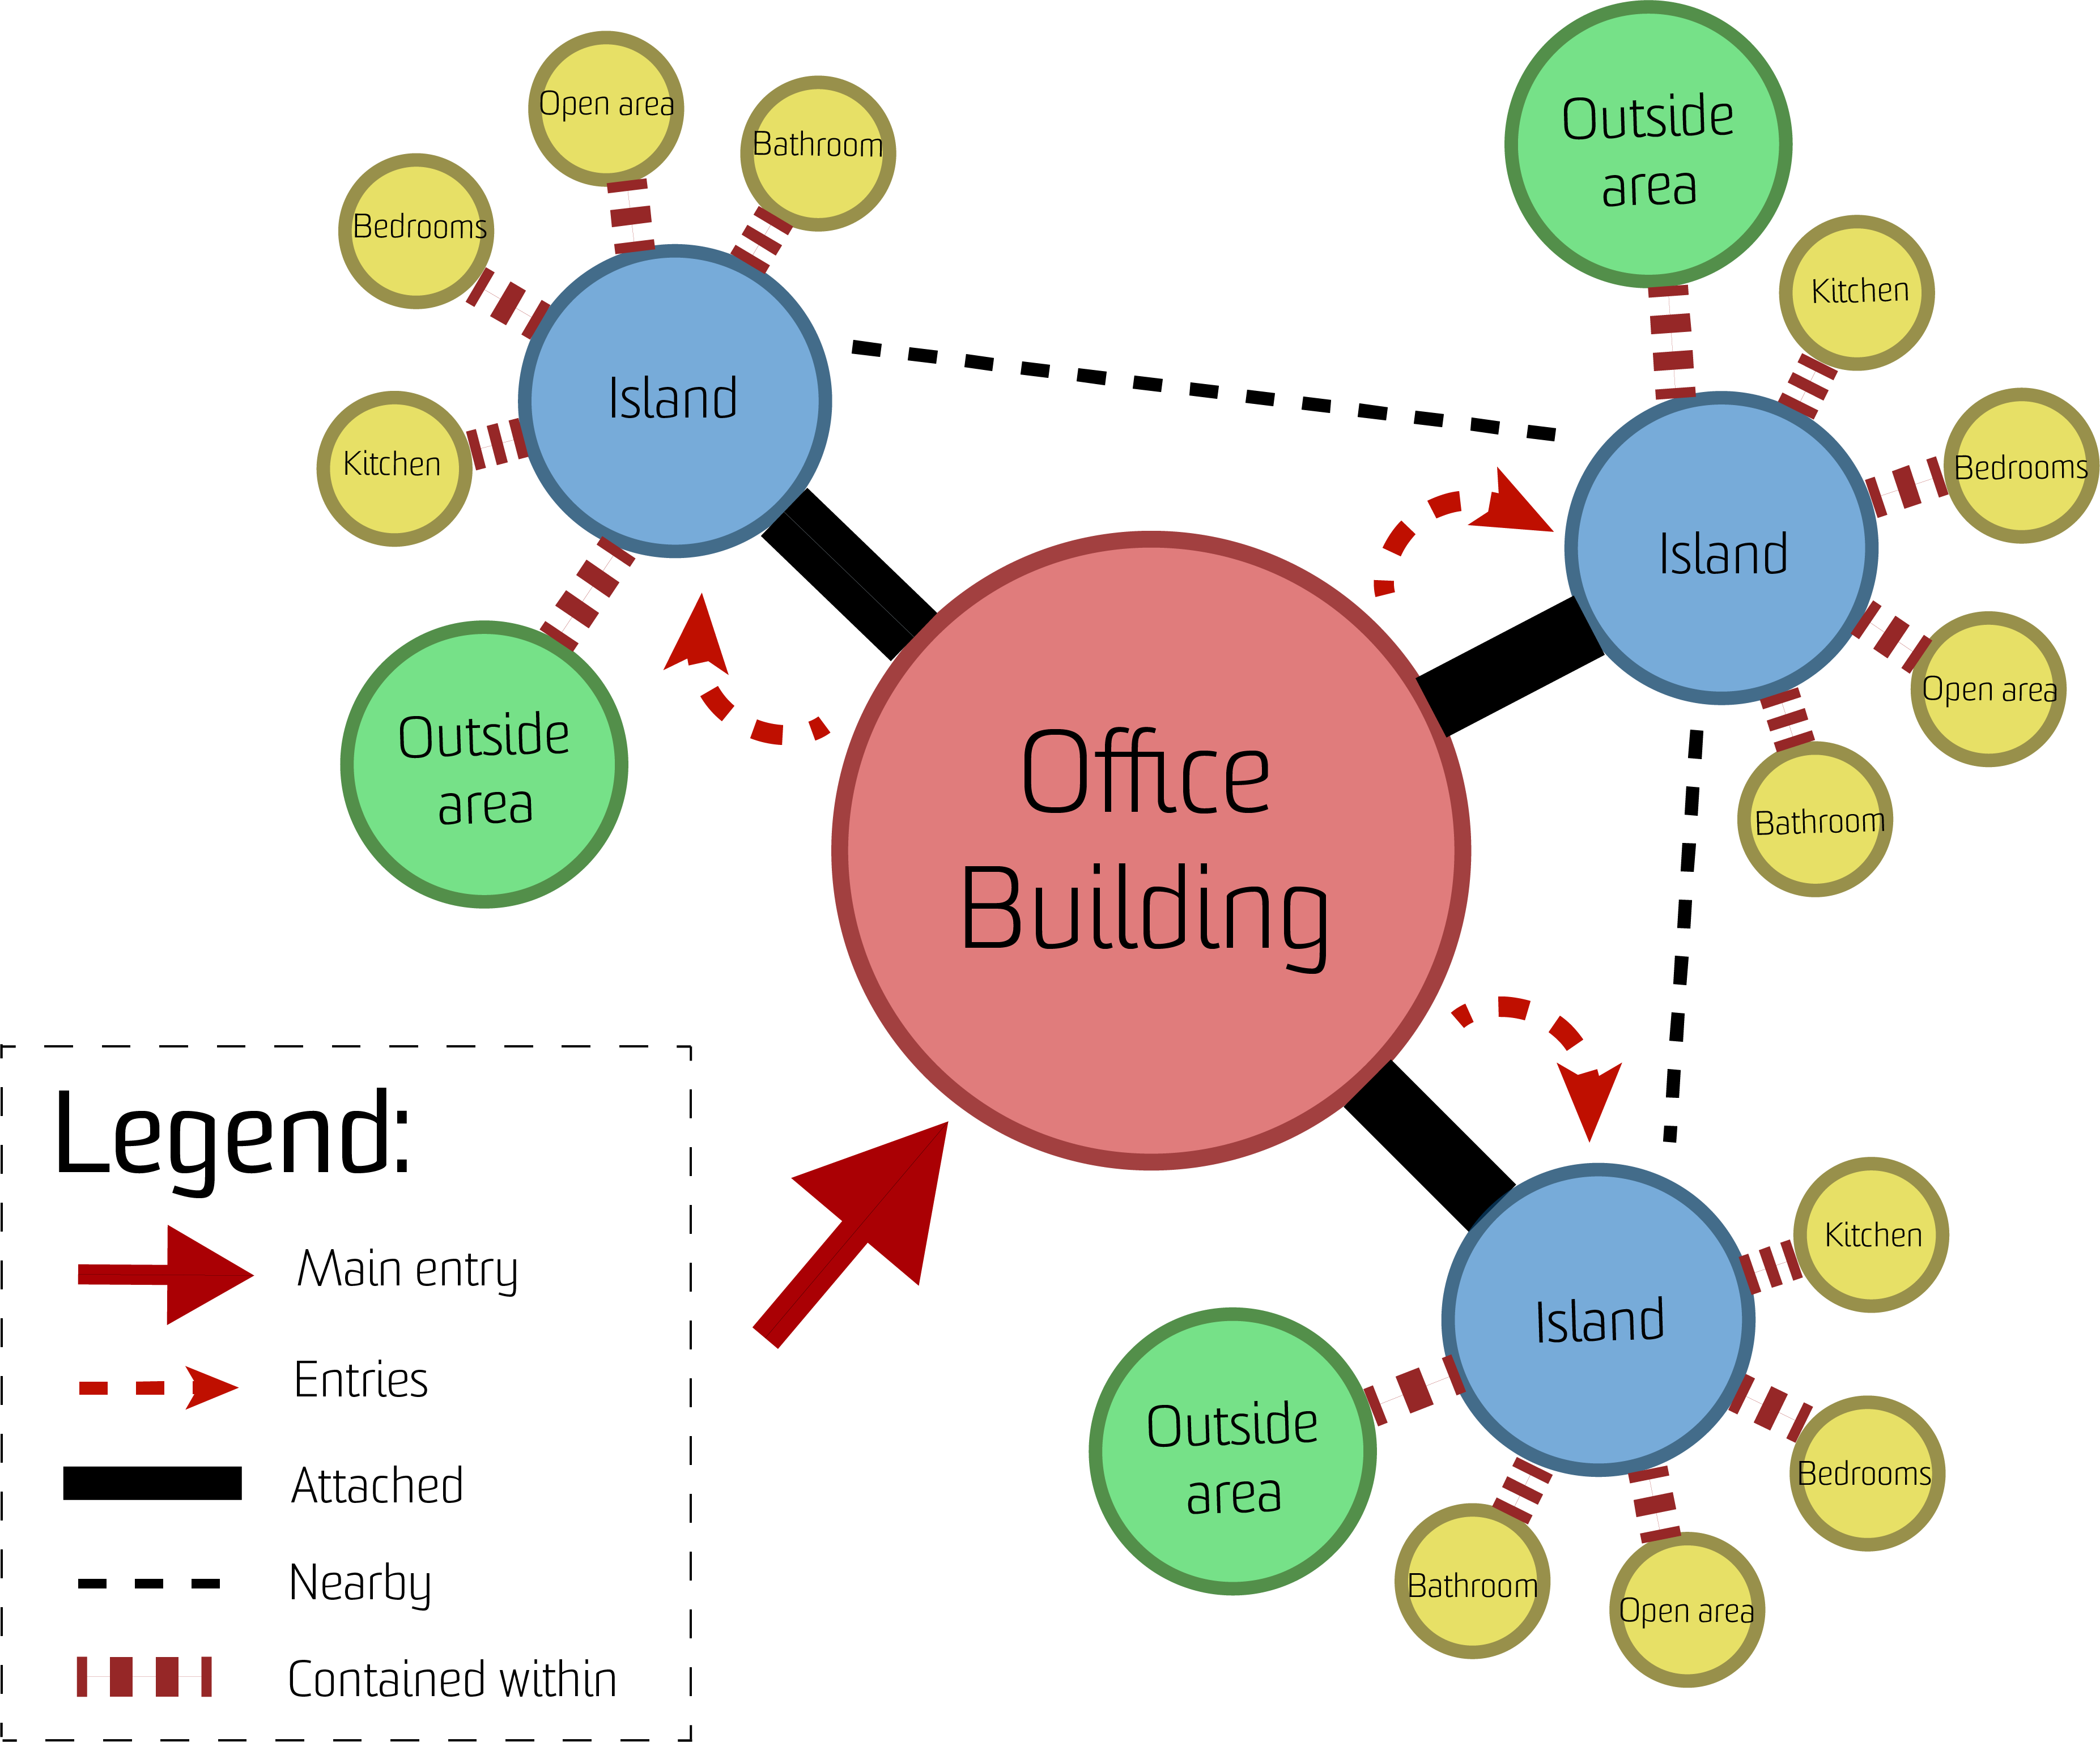 Open area
Bathroom
Bedrooms
Island
Kitchen
Outside
area
Outside
area
Kitchen
Bedrooms
Island
Open area
Bathroom
Office
Building
Kitchen
Island
Bedrooms
Outside
area
Bathroom
Open area
Legend:
Main entry
Entries
Attached
Nearby
Contained within